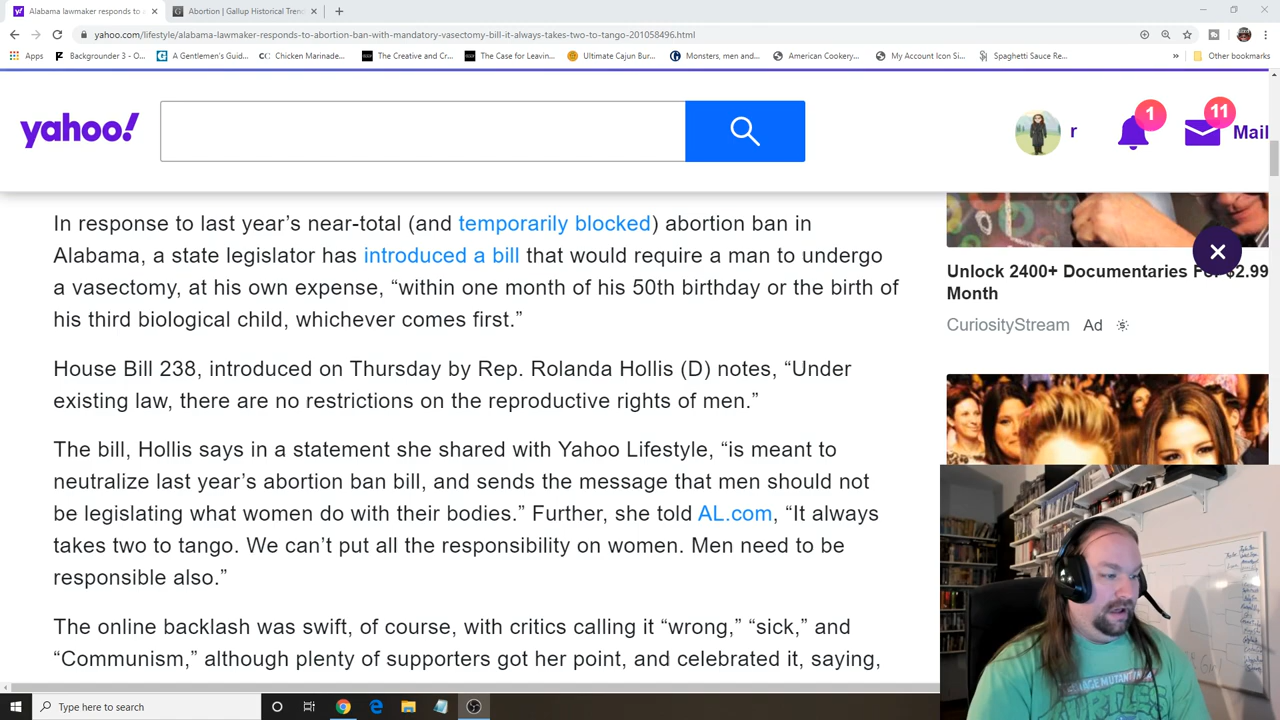 Alabama lawmaker responds to
Abortion | Gallup Historical Tren
yahoo.com/lifestyle/alabama-lawmaker-responds-to-abortion-ban-with-mandatory-vasectomy-bill-it-always-takes-two-to-tango-201058496.html
Apps
Backgrounder 3 - O...
A Gentlemen's Guid...
Chicken Marinade...
The Creative and Cr...
The Case for Leavin...
Ultimate Cajun Bur...
Monsters, men and...
American Cookery...
My Account Icon Si...
Spaghetti Sauce Re...
Other bookmarks
yahoo!
r
1
11
Mail
In response to last year’s near-total (and temporarily blocked) abortion ban in
Alabama, a state legislator has introduced a bill that would require a man to undergo
a vasectomy, at his own expense, “within one month of his 50th birthday or the birth of
his third biological child, whichever comes first.”
House Bill 238, introduced on Thursday by Rep. Rolanda Hollis (D) notes, “Under
existing law, there are no restrictions on the reproductive rights of men.”
The bill, Hollis says in a statement she shared with Yahoo Lifestyle, “is meant to
neutralize last year’s abortion ban bill, and sends the message that men should not
be legislating what women do with their bodies.” Further, she told AL.com, “It always
takes two to tango. We can’t put all the responsibility on women. Men need to be
responsible also.”
The online backlash was swift, of course, with critics calling it “wrong,” “sick,” and
“Communism,” although plenty of supporters got her point, and celebrated it, saying,
Unlock 2400+ Documentaries F r $2.99
Month
CuriosityStream Ad
Type here to search